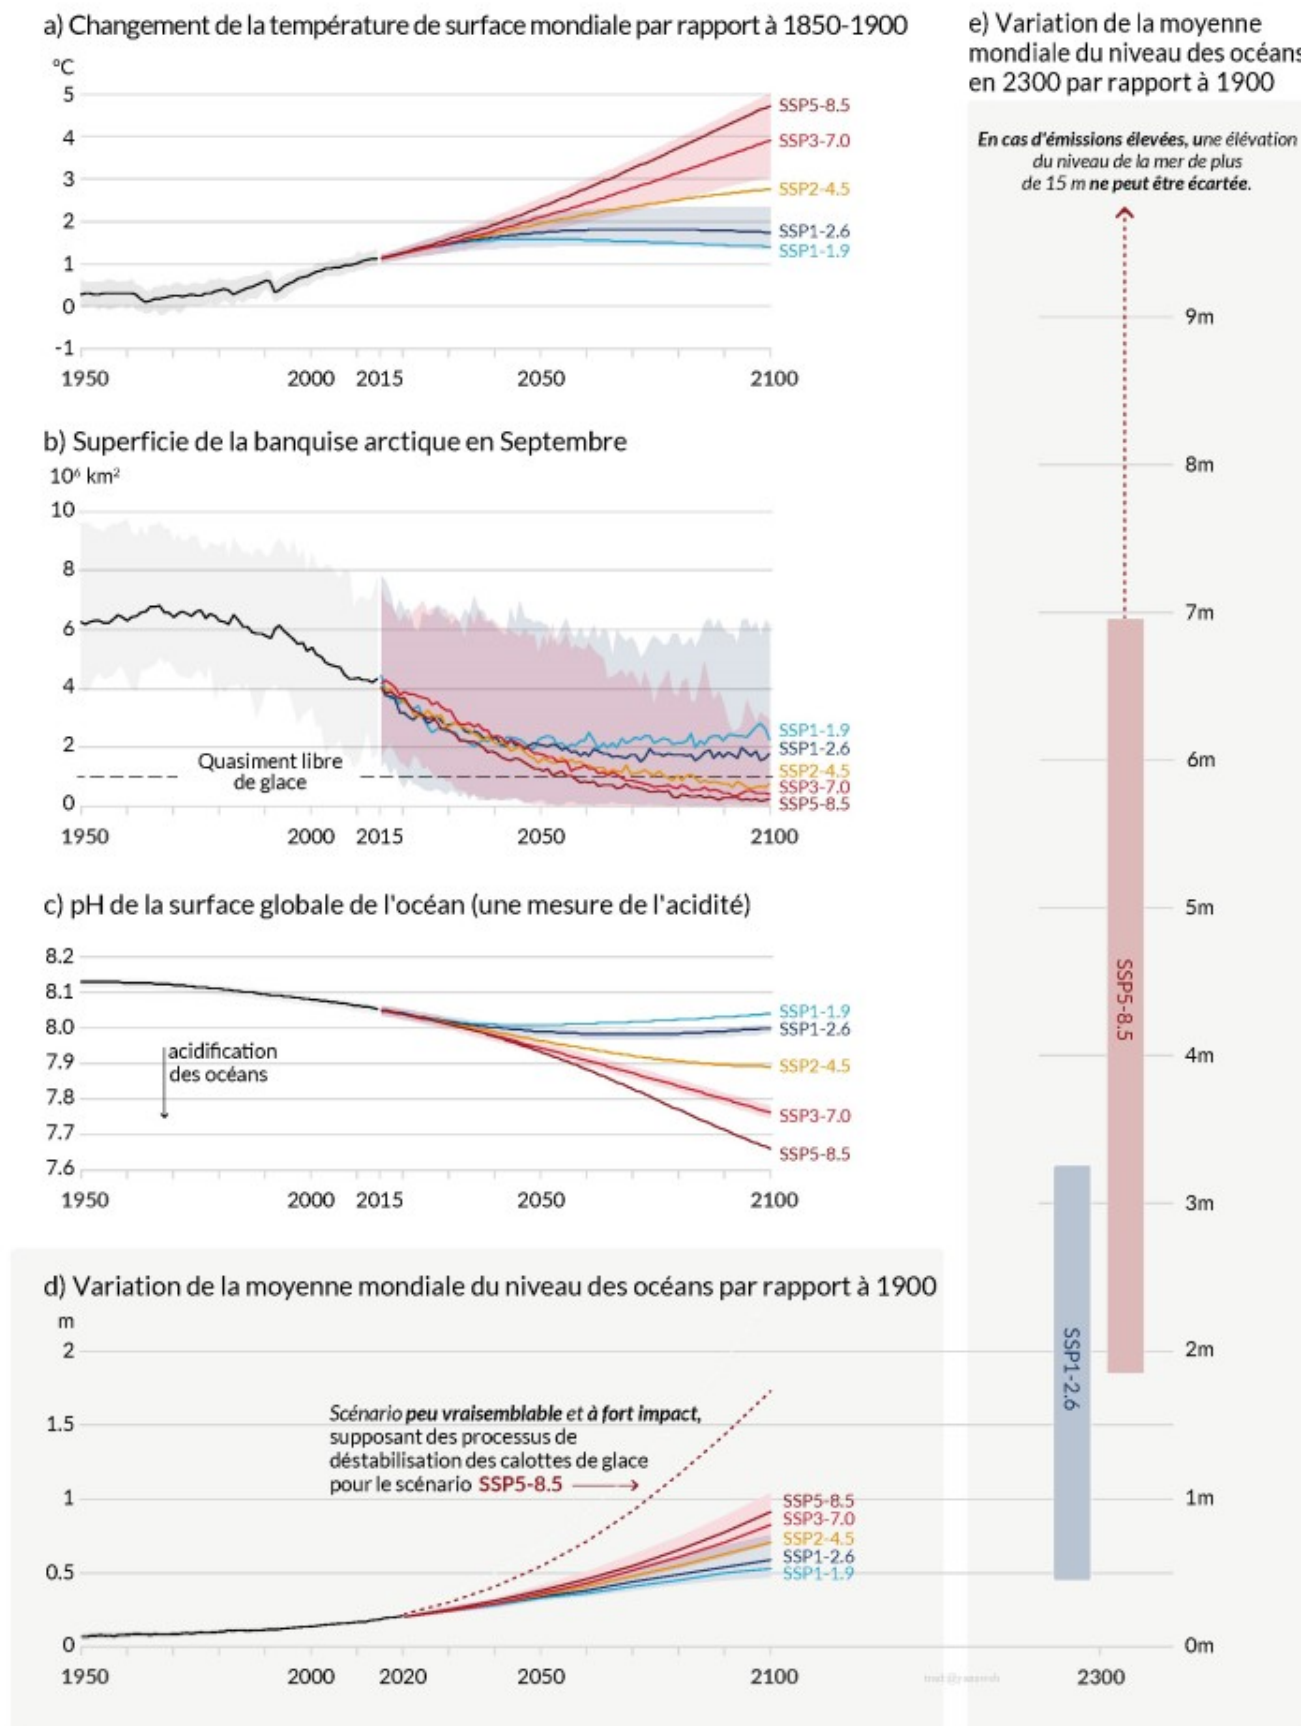 a) Changement de la température de surface mondiale par rapport à 1850-1900
°C
5
4
3
2
1
0
-1
SSP5-8.5
SSP3-7.0
SSP2-4.5
SSP1-2.6
SSP1-1.9
1950 2000 2015 2050 2100
b) Superficie de la banquise arctique en Septembre
10⁶ km²
10
8
6
4
2
0
Quasiment libre
de glace
SSP1-1.9
SSP1-2.6
SSP2-4.5
SSP3-7.0
SSP5-8.5
1950 2000 2015 2050 2100
c) pH de la surface globale de l'océan (une mesure de l'acidité)
8.2
8.1
8.0
7.9
7.8
7.7
7.6
acidification
des océans
SSP1-1.9
SSP1-2.6
SSP2-4.5
SSP3-7.0
SSP5-8.5
1950 2000 2015 2050 2100
d) Variation de la moyenne mondiale du niveau des océans par rapport à 1900
m
2
1.5
1
0.5
0
Scénario peu vraisemblable et à fort impact,
supposant des processus de
déstabilisation des calottes de glace
pour le scénario SSP5-8.5
SSP5-8.5
SSP3-7.0
SSP2-4.5
SSP1-2.6
SSP1-1.9
1950 2000 2020 2050 2100
e) Variation de la moyenne
mondiale du niveau des océans
en 2300 par rapport à 1900
En cas d'émissions élevées, une élévation
du niveau de la mer de plus
de 15 m ne peut être écartée.
9m
8m
7m
6m
5m
4m
3m
2m
1m
0m
SSP5-8.5
SSP1-2.6
2300